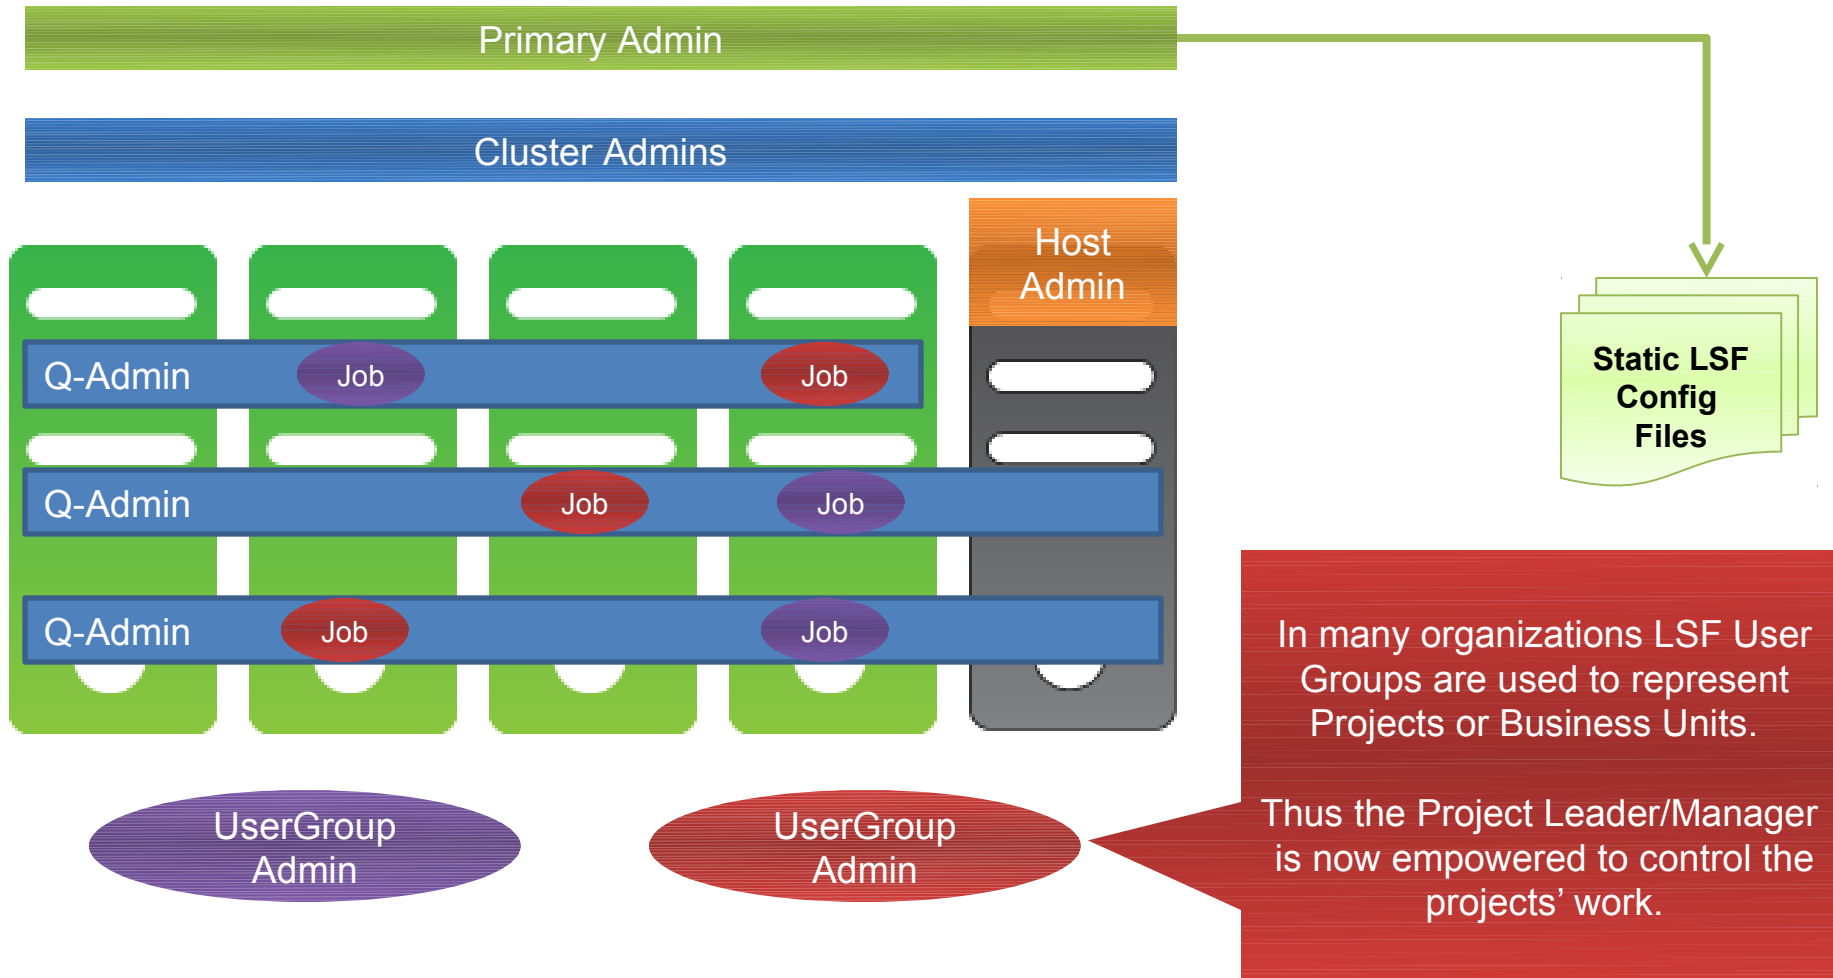 Primary Admin
Cluster Admins
Host
Admin
Q-Admin
Job
Job
Q-Admin
Job
Job
Q-Admin
Job
Job
Static LSF
Config
Files
In many organizations LSF User
Groups are used to represent
Projects or Business Units.
Thus the Project Leader/Manager
is now empowered to control the
projects’ work.
UserGroup
Admin
UserGroup
Admin